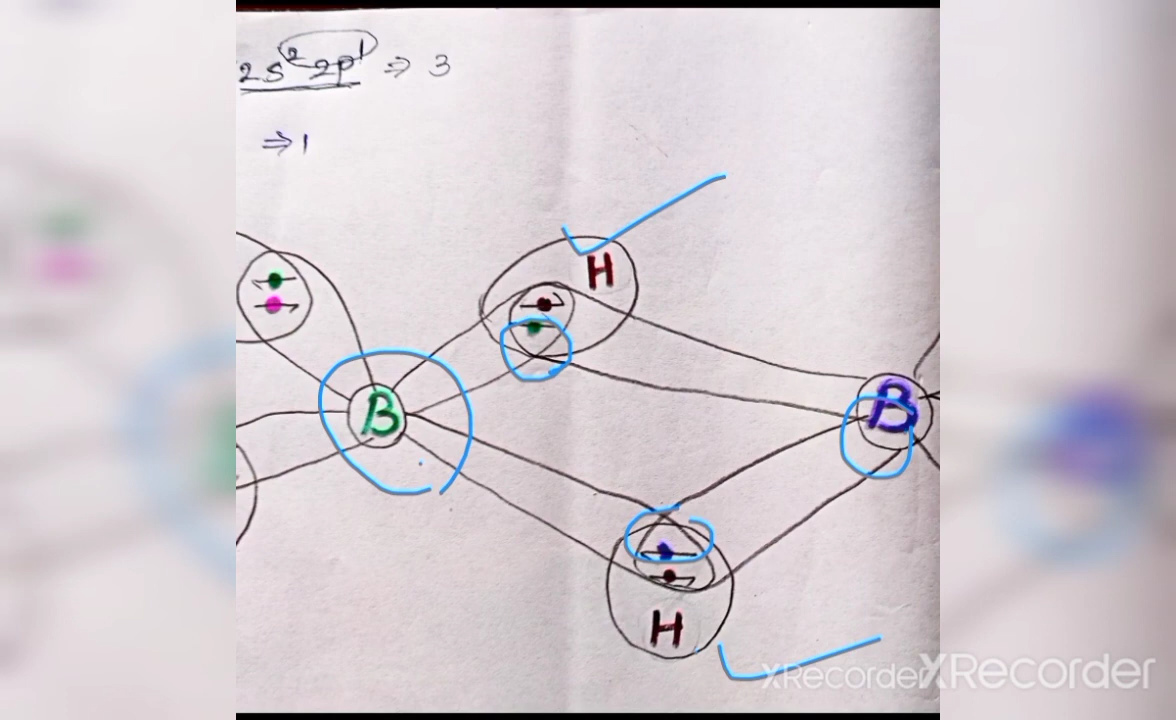 2s² 2p¹ ⇒ 3
⇒ 1
H
B
B
H
XRecorder XRecorder